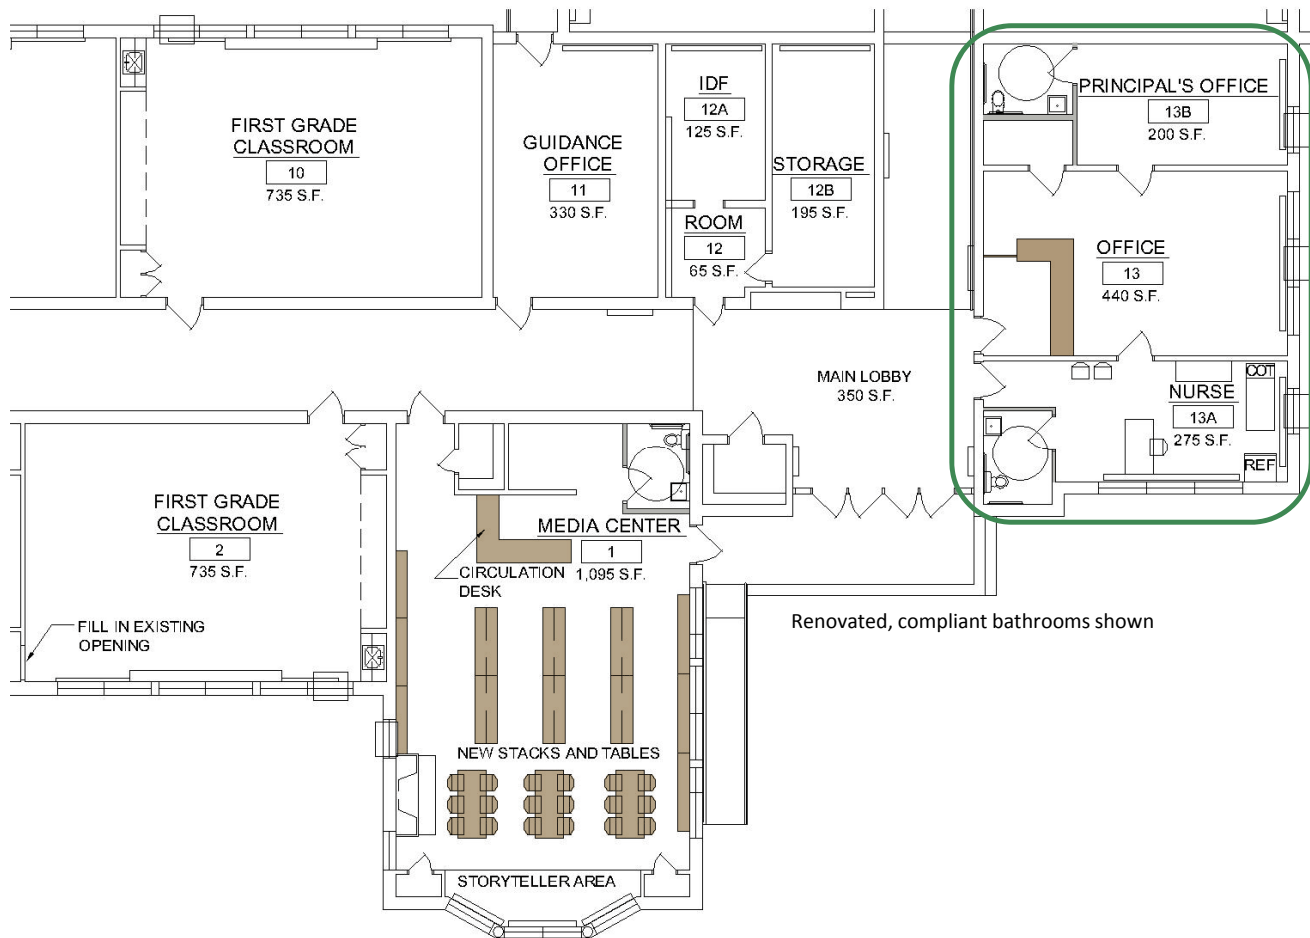 FIRST GRADE
CLASSROOM
10
735 S.F.
GUIDANCE
OFFICE
11
330 S.F.
IDF
12A
125 S.F.
ROOM
12
65 S.F.
STORAGE
12B
195 S.F.
PRINCIPAL'S OFFICE
13B
200 S.F.
OFFICE
13
440 S.F.
MAIN LOBBY
350 S.F.
NURSE
13A
275 S.F.
COT
REF
FIRST GRADE
CLASSROOM
2
735 S.F.
FILL IN EXISTING
OPENING
MEDIA CENTER
1
1,095 S.F.
CIRCULATION
DESK
NEW STACKS AND TABLES
STORYTELLER AREA
Renovated, compliant bathrooms shown